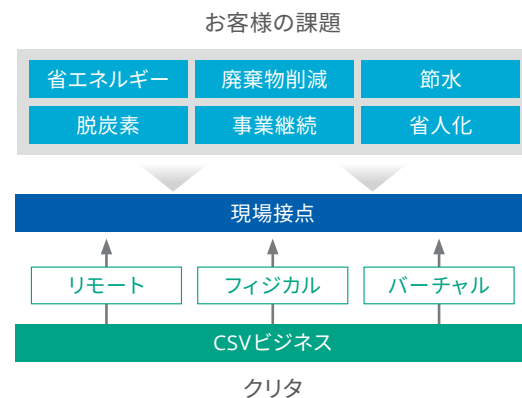 お客様の課題
省エネルギー 廃棄物削減 節水
脱炭素 事業継続 省人化
現場接点
リモート フィジカル バーチャル
CSVビジネス
クリタ